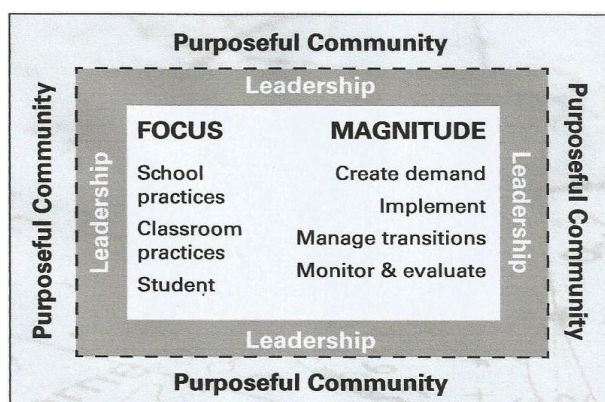 Purposeful Community
Leadership
Purposeful Community
Leadership
FOCUS
School
practices
Classroom
practices
Student
MAGNITUDE
Create demand
Implement
Manage transitions
Monitor & evaluate
Leadership
Purposeful Community
Leadership
Purposeful Community